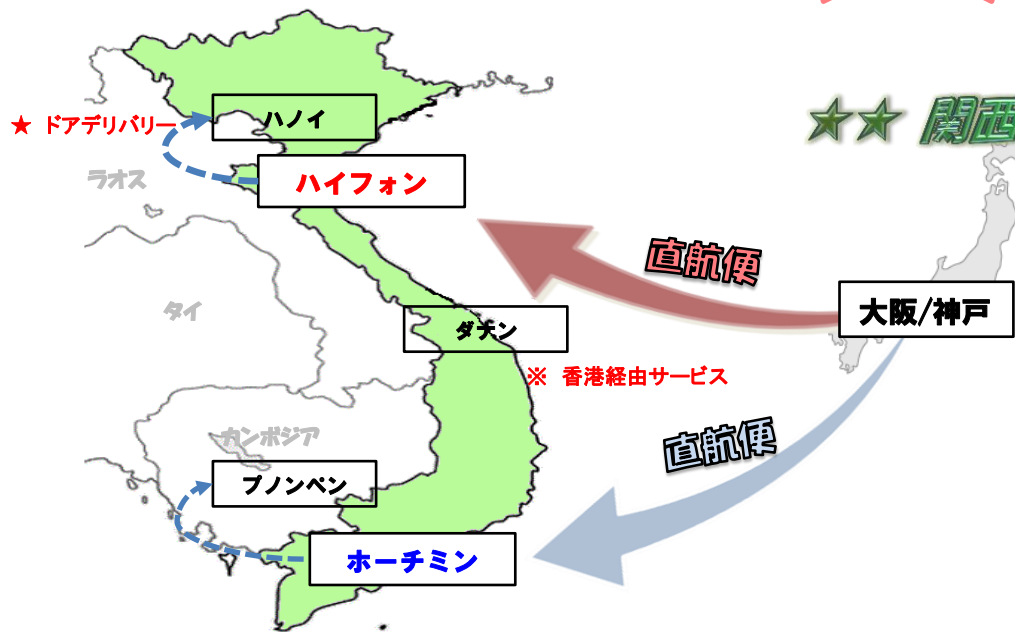 ★★ 関西
ハノイ
★ ドアデリバリー
ハイフォン
ラオス
直航便
大阪/神戸
タイ
ダナン
※ 香港経由サービス
直航便
カンボジア
プノンペン
ホーチミン